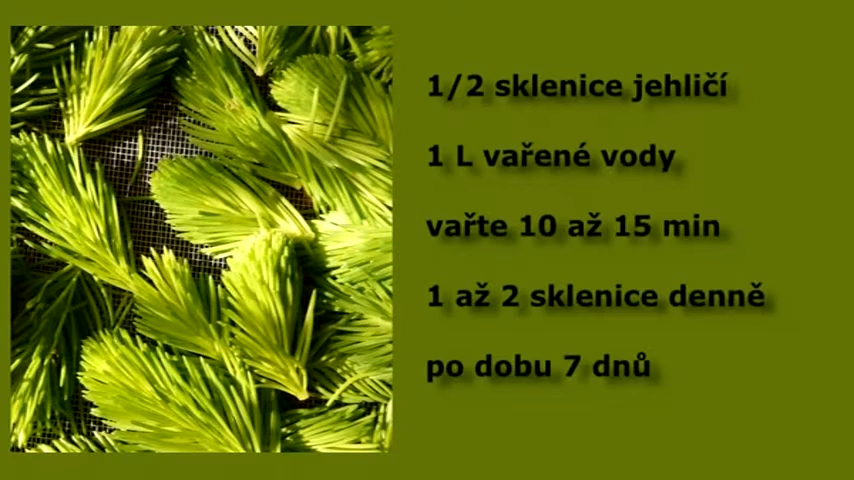 1/2 sklenice jehličí
1 L vařené vody
vařte 10 až 15 min
1 až 2 sklenice denně
po dobu 7 dnů